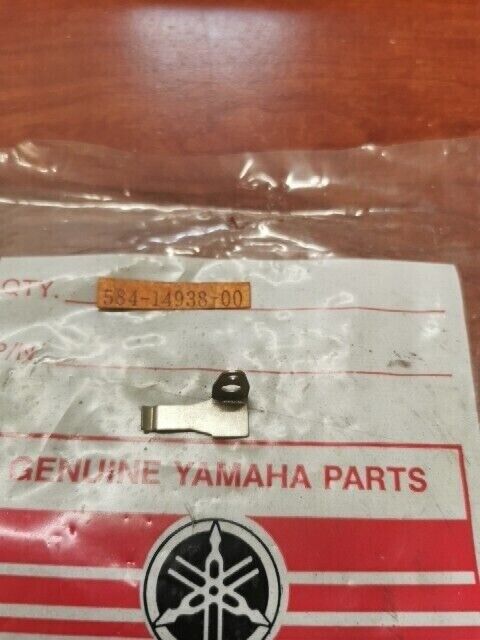 QTY.
584-14938-00
P/N
GENUINE YAMAHA PARTS